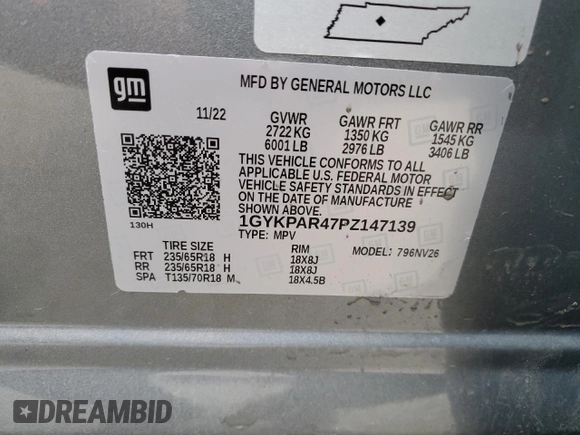 gm
MFD BY GENERAL MOTORS LLC
11/22
GVWR GAWR FRT GAWR RR
2722 KG 1350 KG 1545 KG
6001 LB 2976 LB 3406 LB
THIS VEHICLE CONFORMS TO ALL
APPLICABLE U.S. FEDERAL MOTOR
VEHICLE SAFETY STANDARDS IN EFFECT
ON THE DATE OF MANUFACTURE
SHOWN ABOVE.
130H
1GYKPAR47PZ147139
TYPE: MPV MODEL: 796NV26
TIRE SIZE RIM
FRT 235/65R18 H 18X8J
RR 235/65R18 H 18X8J
SPA T135/70R18 M 18X4.5B
DREAMBID